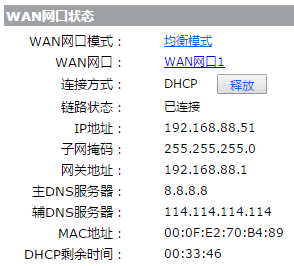 WAN网口状态
WAN网口模式： 均衡模式
WAN网口： WAN网口1
连接方式： DHCP 释放
链路状态： 已连接
IP地址： 192.168.88.51
子网掩码： 255.255.255.0
网关地址： 192.168.88.1
主DNS服务器： 8.8.8.8
辅DNS服务器： 114.114.114.114
MAC地址： 00:0F:E2:70:B4:89
DHCP剩余时间： 00:33:46